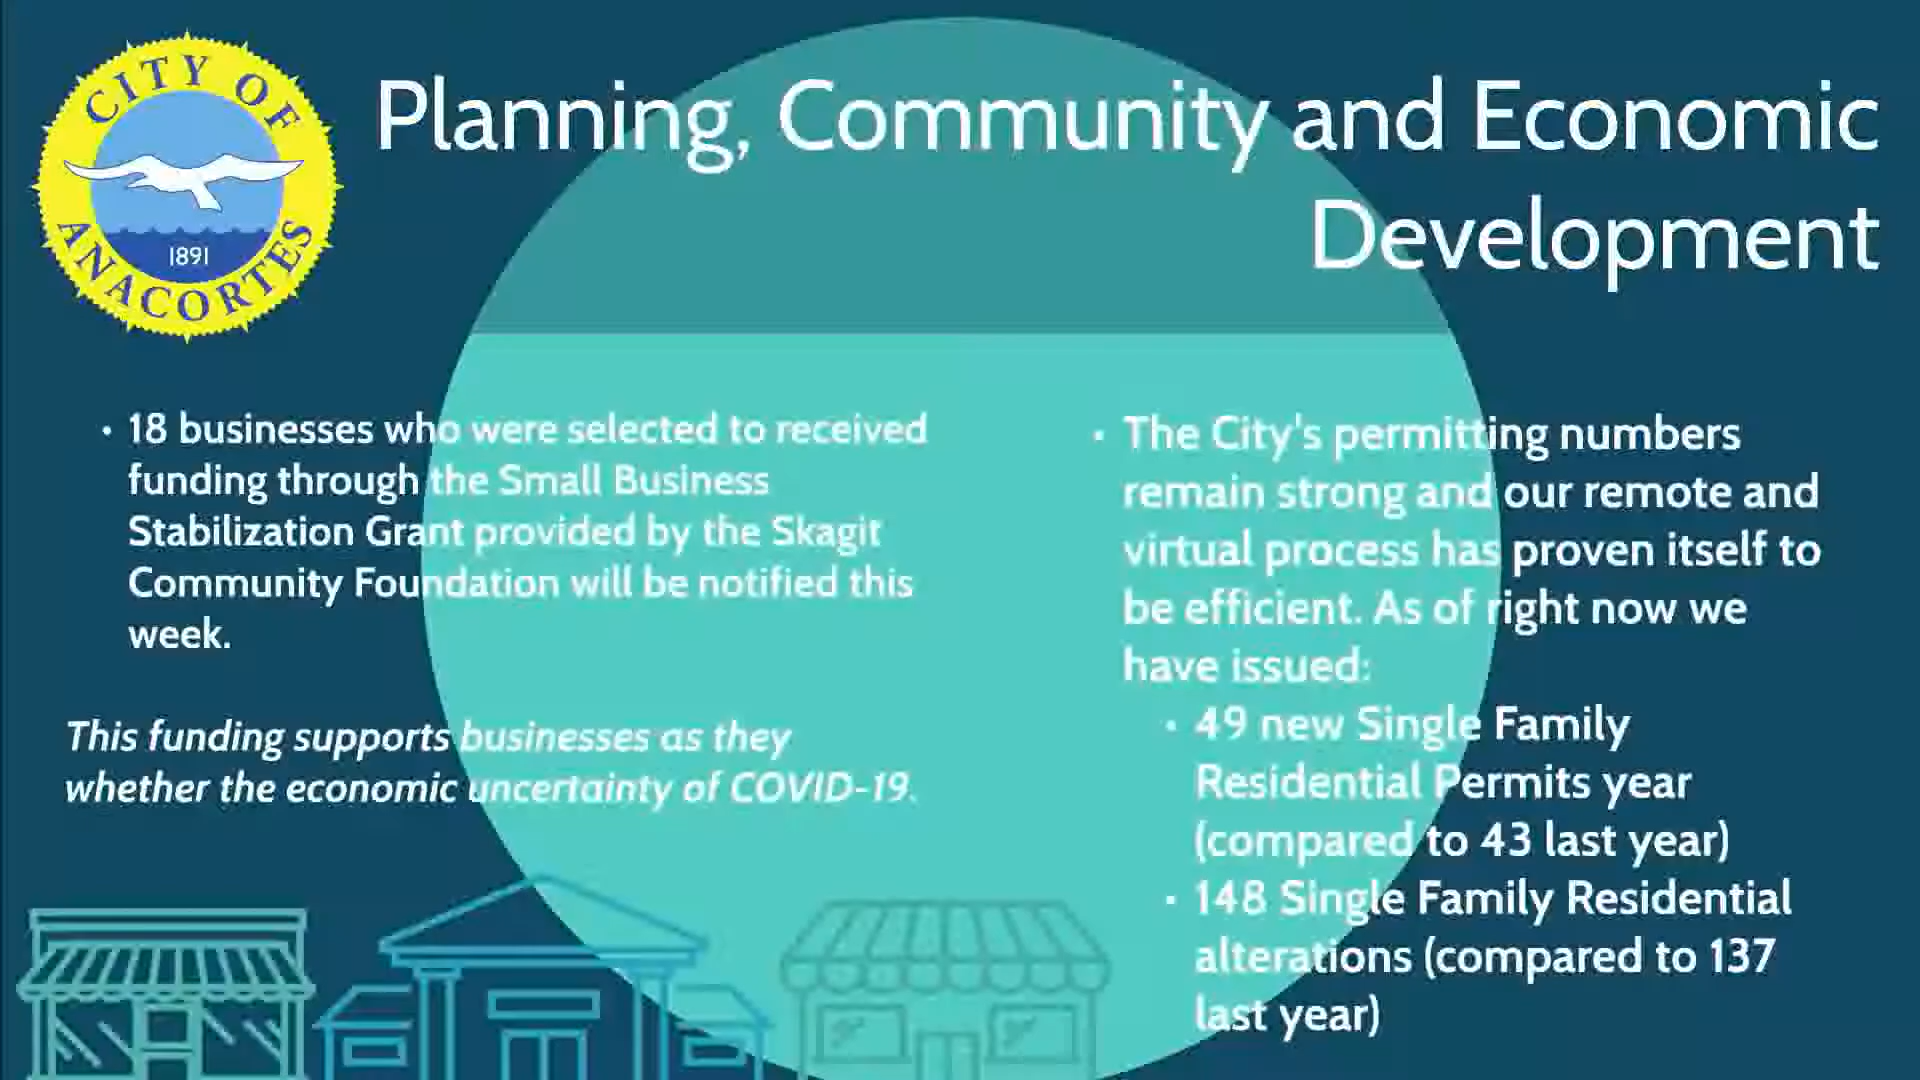 CITY OF
ANACORTES
1891
Planning, Community and Economic
Development
• 18 businesses who were selected to received
funding through the Small Business
Stabilization Grant provided by the Skagit
Community Foundation will be notified this
week.
This funding supports businesses as they
whether the economic uncertainty of COVID-19.
• The City's permitting numbers
remain strong and our remote and
virtual process has proven itself to
be efficient. As of right now we
have issued:
• 49 new Single Family
Residential Permits year
(compared to 43 last year)
• 148 Single Family Residential
alterations (compared to 137
last year)